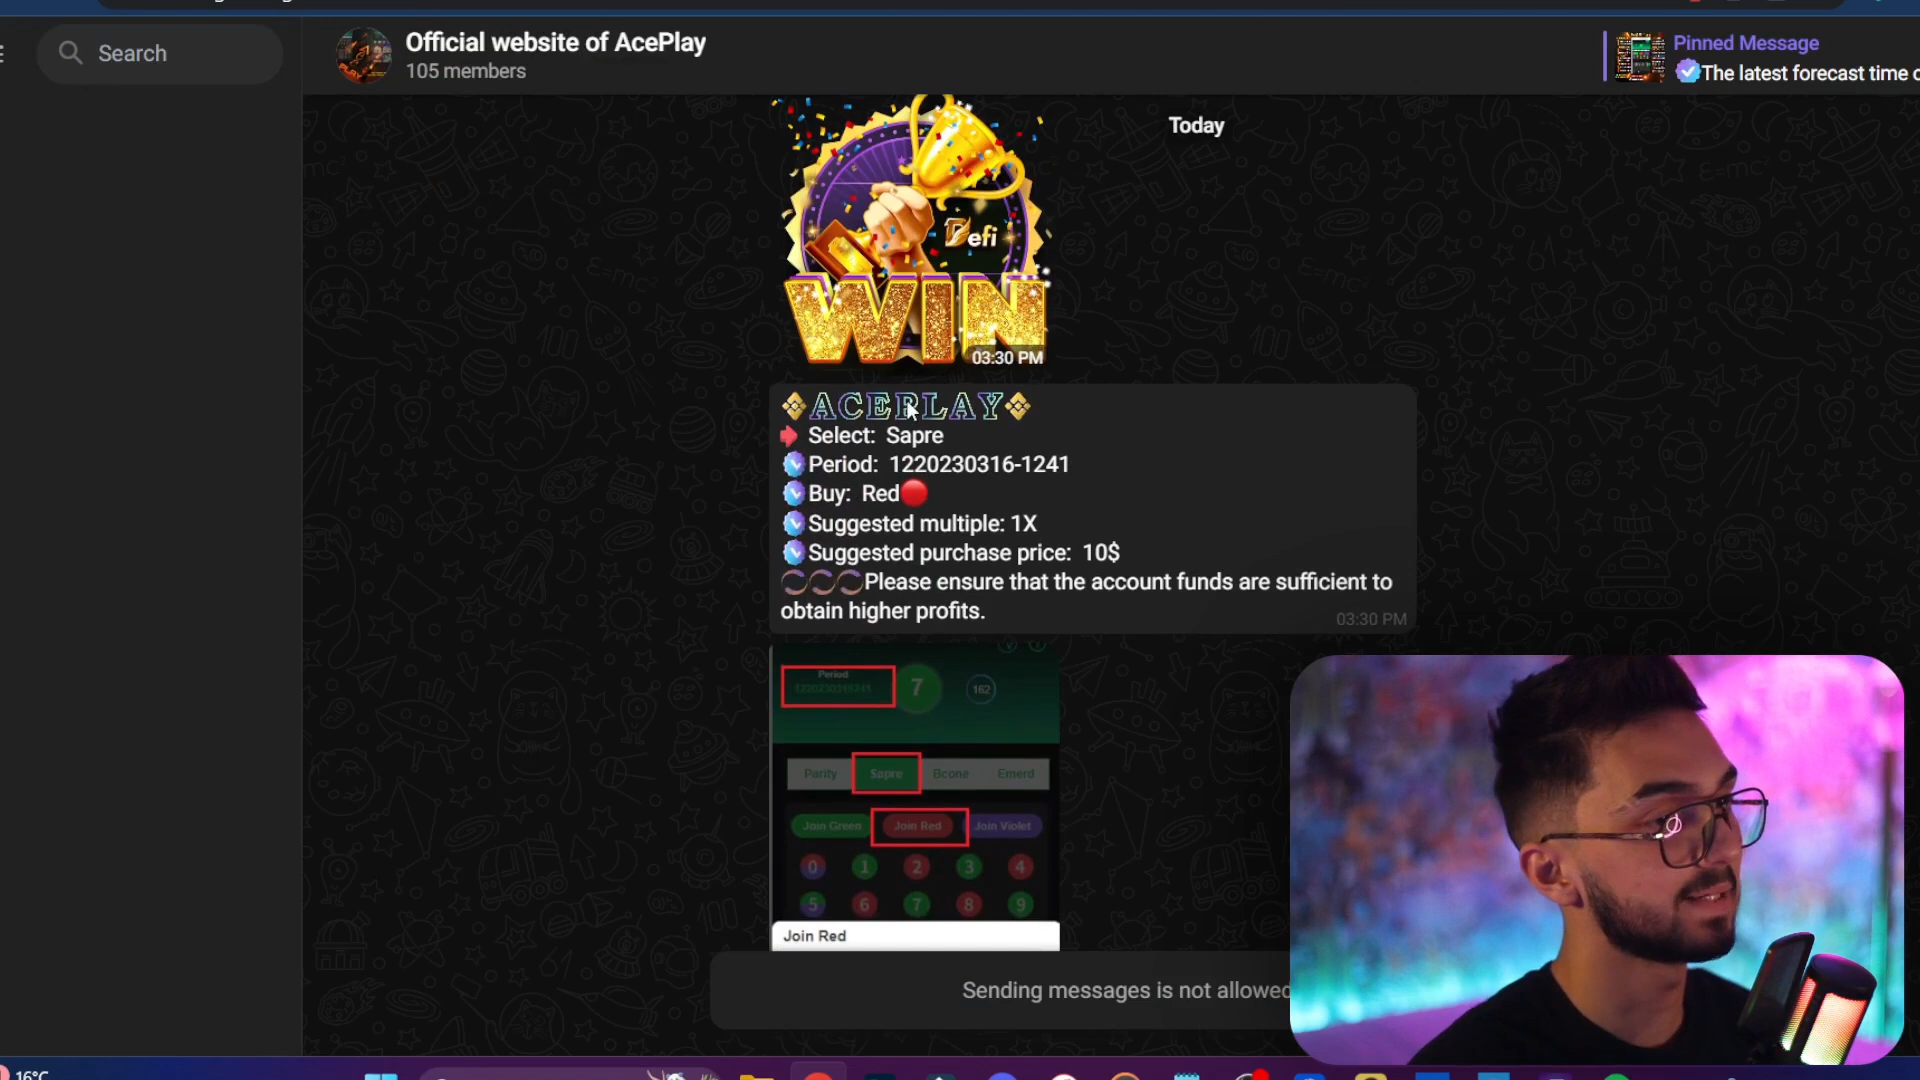 Search
Official website of AcePlay
105 members
Pinned Message
The latest forecast time o
Today
Defi
WIN
03:30 PM
ACEPLAY
Select: Sapre
Period: 1220230316-1241
Buy: Red
Suggested multiple: 1X
Suggested purchase price: 10$
Please ensure that the account funds are sufficient to
obtain higher profits.
03:30 PM
Period
1220230316241
7
162
Parity Sapre Bcone Emerd
Join Green Join Red Join Violet
0 1 2 3 4
5 6 7 8 9
Join Red
Sending messages is not allowed
16°C